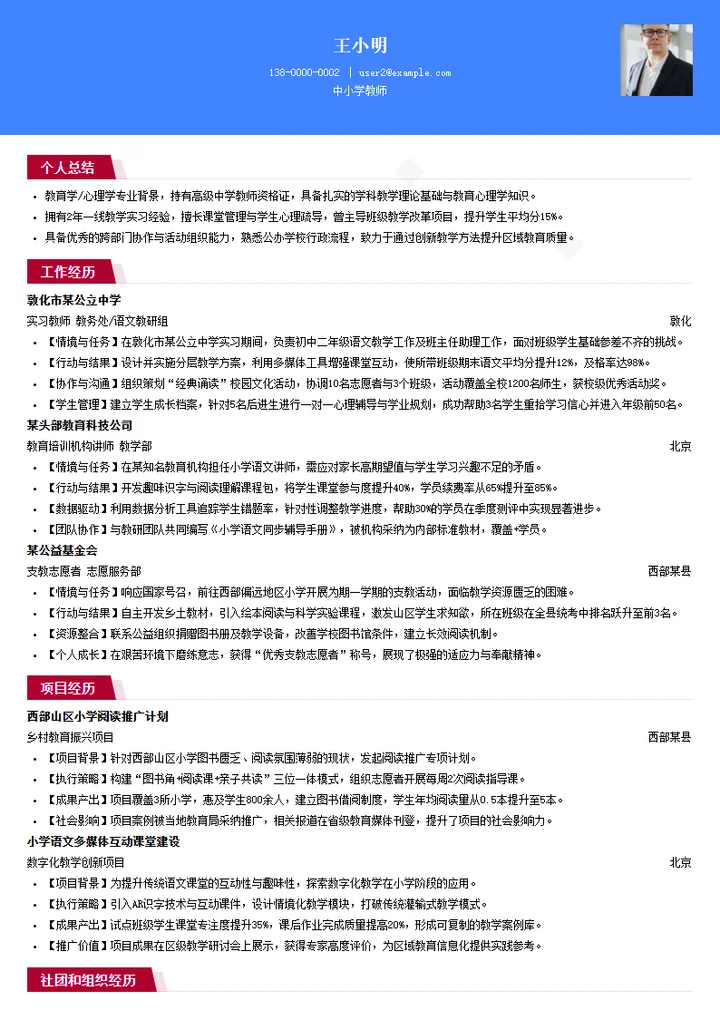 王小明
138-0000-0002 | user2@example.com
中小学教师
个人总结
• 教育学/心理学专业背景，持有高级中学教师资格证，具备扎实的学科教学理论基础与教育心理学知识。
• 拥有2年一线教学实习经验，擅长课堂管理与学生心理疏导，曾主导班级教学改革项目，提升学生平均分15%。
• 具备优秀的跨部门协作与活动组织能力，熟悉公办学校行政流程，致力于通过创新教学方法提升区域教育质量。
工作经历
敦化市某公立中学
实习教师 教务处/语文教研组 敦化
• 【情境与任务】在敦化市某公立中学实习期间，负责初中二年级语文教学工作及班主任助理工作，面对班级学生基础参差不齐的挑战。
• 【行动与结果】设计并实施分层教学方案，利用多媒体工具增强课堂互动，使所带班级期末语文平均分提升12%，及格率达98%。
• 【协作与沟通】组织策划“经典诵读”校园文化活动，协调10名志愿者与3个班级，活动覆盖全校1200名师生，获校级优秀活动奖。
• 【学生管理】建立学生成长档案，针对5名后进生进行一对一心理辅导与学业规划，成功帮助3名学生重拾学习信心并进入年级前50名。
某头部教育科技公司
教育培训机构讲师 教学部 北京
• 【情境与任务】在某知名教育机构担任小学语文讲师，需应对家长高期望值与学生学习兴趣不足的矛盾。
• 【行动与结果】开发趣味识字与阅读理解课程包，将学生课堂参与度提升40%，学员续费率从65%提升至85%。
• 【数据驱动】利用数据分析工具追踪学生错题率，针对性调整教学进度，帮助30%的学员在季度测评中实现显著进步。
• 【团队协作】与教研团队共同编写《小学语文同步辅导手册》，被机构采纳为内部标准教材，覆盖+学员。
某公益基金会
支教志愿者 志愿服务部 西部某县
• 【情境与任务】响应国家号召，前往西部偏远地区小学开展为期一学期的支教活动，面临教学资源匮乏的困难。
• 【行动与结果】自主开发乡土教材，引入绘本阅读与科学实验课程，激发山区学生求知欲，所在班级在全县统考中排名跃升至前3名。
• 【资源整合】联系公益组织捐赠图书册及教学设备，改善学校图书馆条件，建立长效阅读机制。
• 【个人成长】在艰苦环境下磨练意志，获得“优秀支教志愿者”称号，展现了极强的适应力与奉献精神。
项目经历
西部山区小学阅读推广计划
乡村教育振兴项目 西部某县
• 【项目背景】针对西部山区小学图书匮乏、阅读氛围薄弱的现状，发起阅读推广专项计划。
• 【执行策略】构建“图书角+阅读课+亲子共读”三位一体模式，组织志愿者开展每周2次阅读指导课。
• 【成果产出】项目覆盖3所小学，惠及学生800余人，建立图书借阅制度，学生年均阅读量从0.5本提升至5本。
• 【社会影响】项目案例被当地教育局采纳推广，相关报道在省级教育媒体刊登，提升了项目的社会影响力。
小学语文多媒体互动课堂建设
数字化教学创新项目 北京
• 【项目背景】为提升传统语文课堂的互动性与趣味性，探索数字化教学在小学阶段的应用。
• 【执行策略】引入AR识字技术与互动课件，设计情境化教学模块，打破传统灌输式教学模式。
• 【成果产出】试点班级学生课堂专注度提升35%，课后作业完成质量提高20%，形成可复制的教学案例库。
• 【推广价值】项目成果在区级教学研讨会上展示，获得专家高度评价，为区域教育信息化提供实践参考。
社团和组织经历